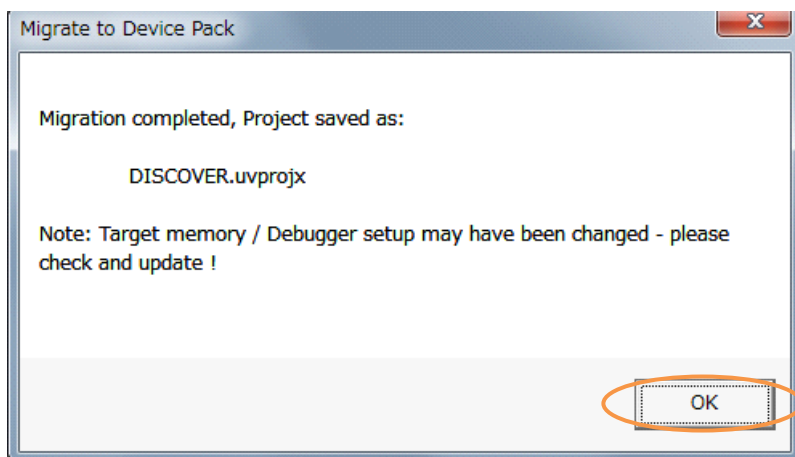 Migrate to Device Pack
Migration completed, Project saved as:
DISCOVER.uvprojx
Note: Target memory / Debugger setup may have been changed - please
check and update !
OK